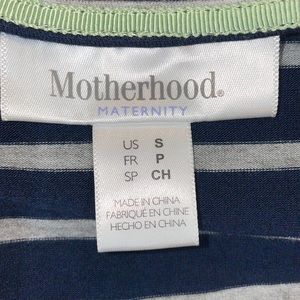 Motherhood®
MATERNITY
US S
FR P
SP CH
MADE IN CHINA
FABRIQUÉ EN CHINE
HECHO EN CHINA